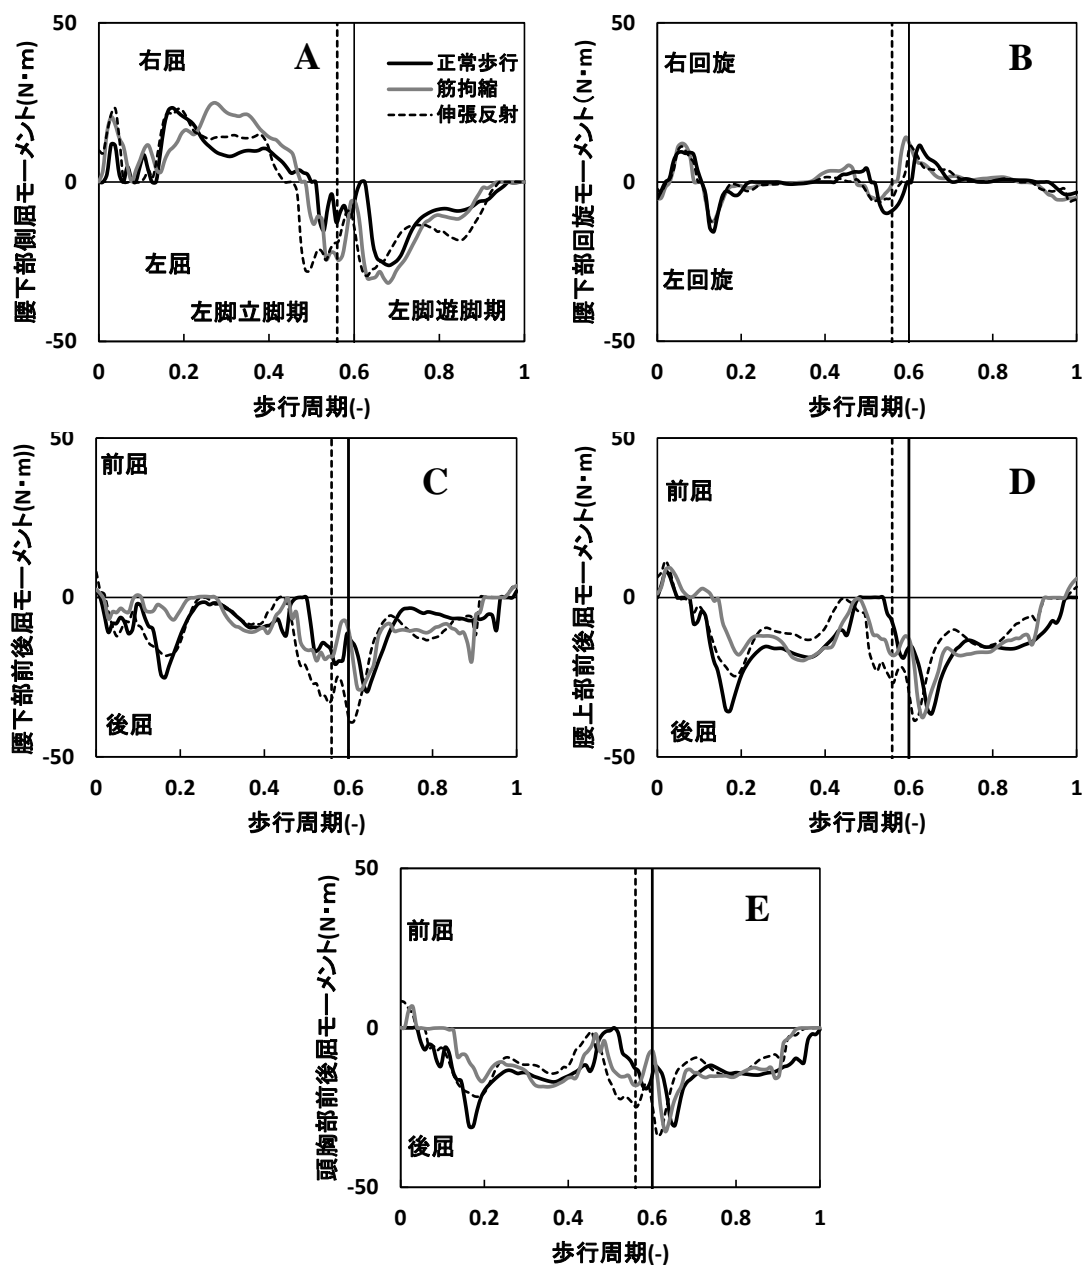 腰下部側屈モーメント(N・m)
50
0
-50
右屈
A
正常歩行
筋拘縮
伸張反射
左屈
左脚立脚期
左脚遊脚期
0 0.2 0.4 0.6 0.8 1
歩行周期(-)
腰下部回旋モーメント(N・m)
50
0
-50
右回旋
B
左回旋
0 0.2 0.4 0.6 0.8 1
歩行周期(-)
腰下部前後屈モーメント(N・m))
50
0
-50
前屈
C
後屈
0 0.2 0.4 0.6 0.8 1
歩行周期(-)
腰上部前後屈モーメント(N・m)
50
0
-50
前屈
D
後屈
0 0.2 0.4 0.6 0.8 1
歩行周期(-)
頭胸部前後屈モーメント(N・m)
50
0
-50
前屈
E
後屈
0 0.2 0.4 0.6 0.8 1
歩行周期(-)